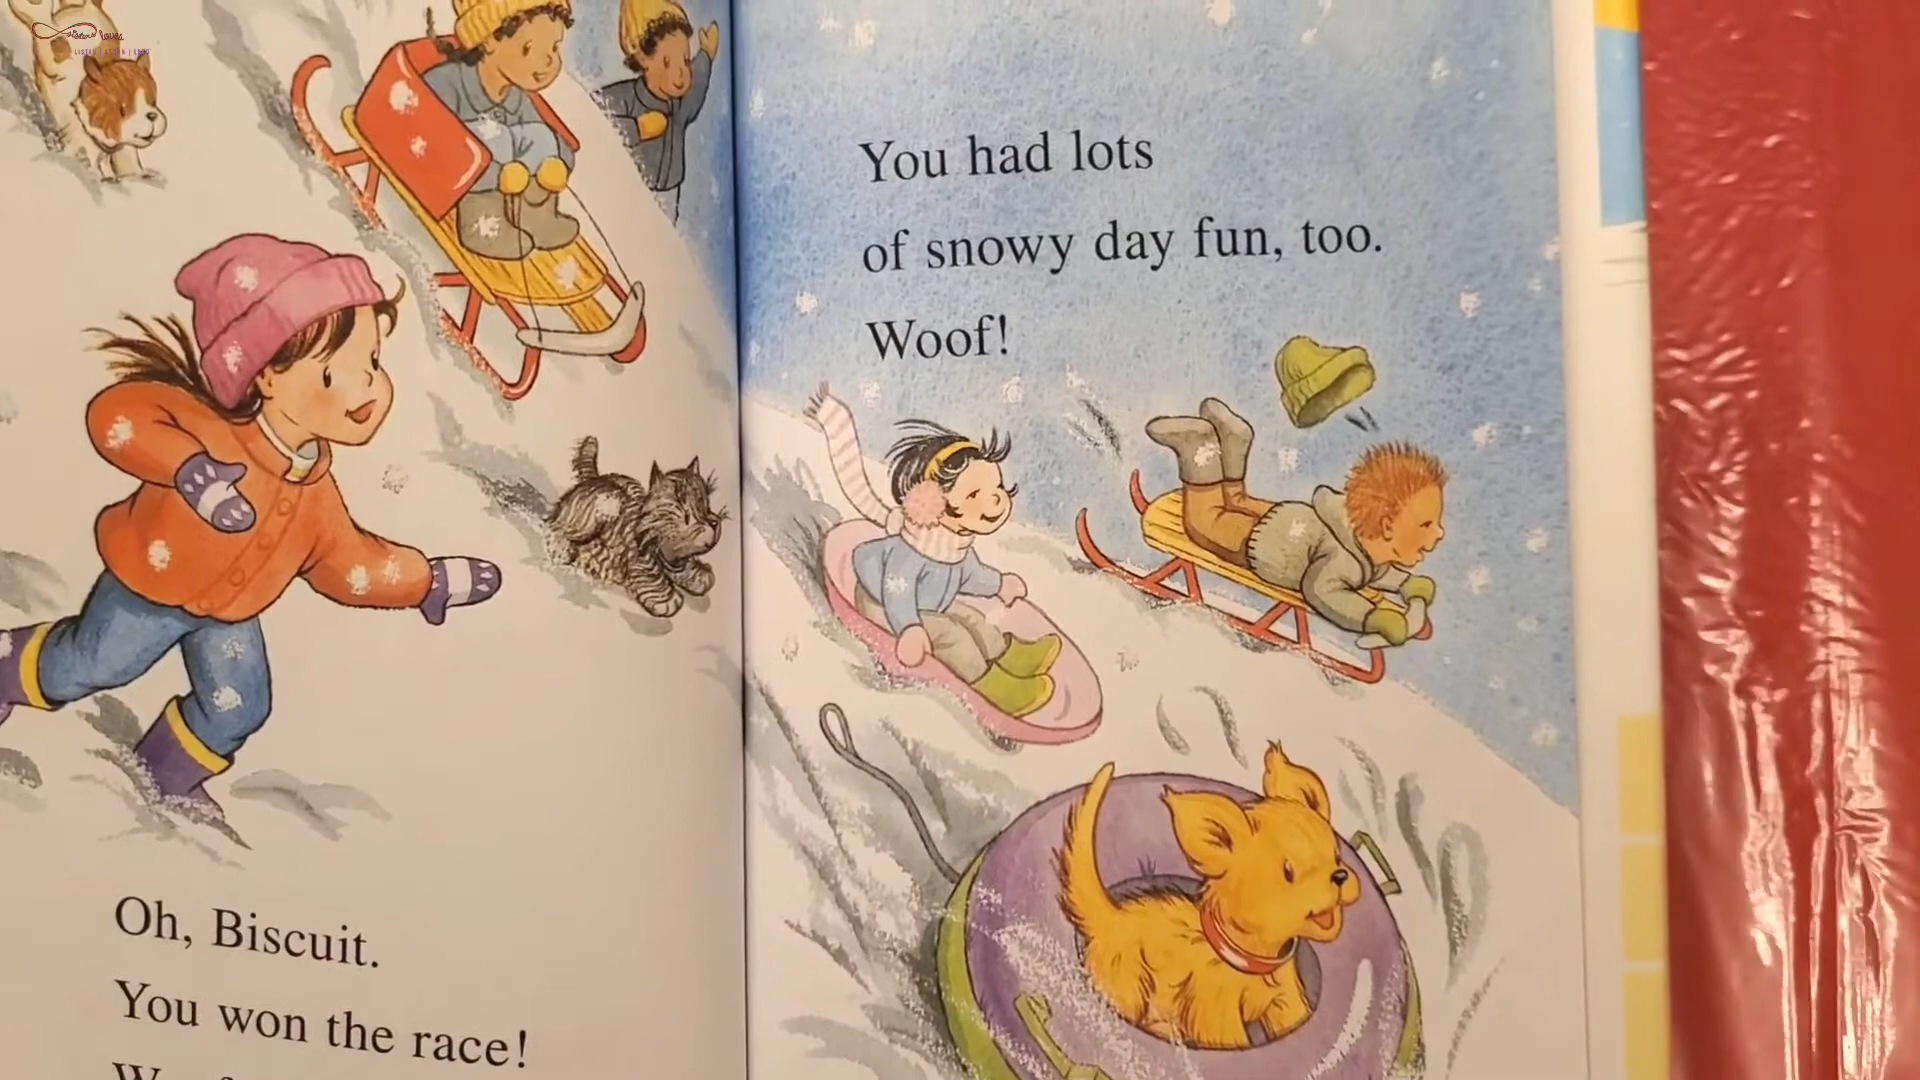 Oh, Biscuit.
You won the race!
You had lots
of snowy day fun, too.
Woof!